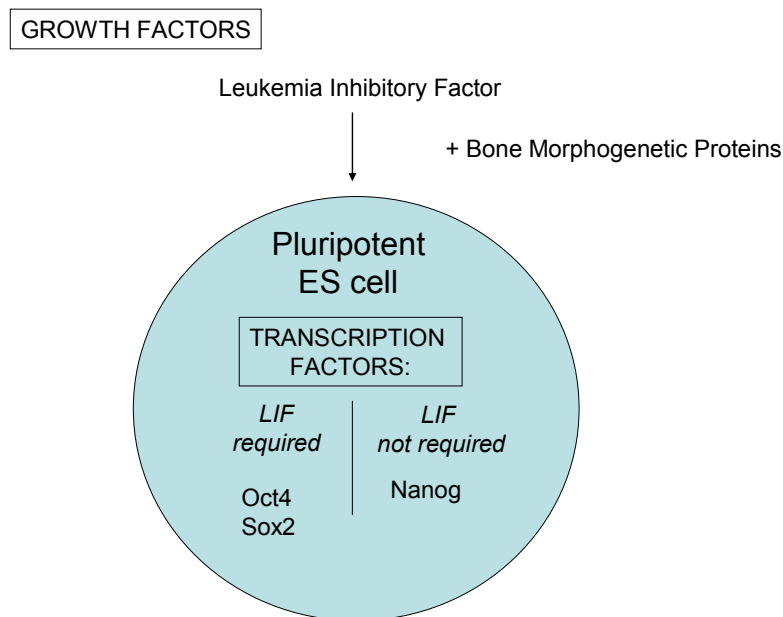 GROWTH FACTORS
Leukemia Inhibitory Factor
+ Bone Morphogenetic Proteins
Pluripotent
ES cell
TRANSCRIPTION
FACTORS:
LIF
required
LIF
not required
Oct4
Sox2
Nanog